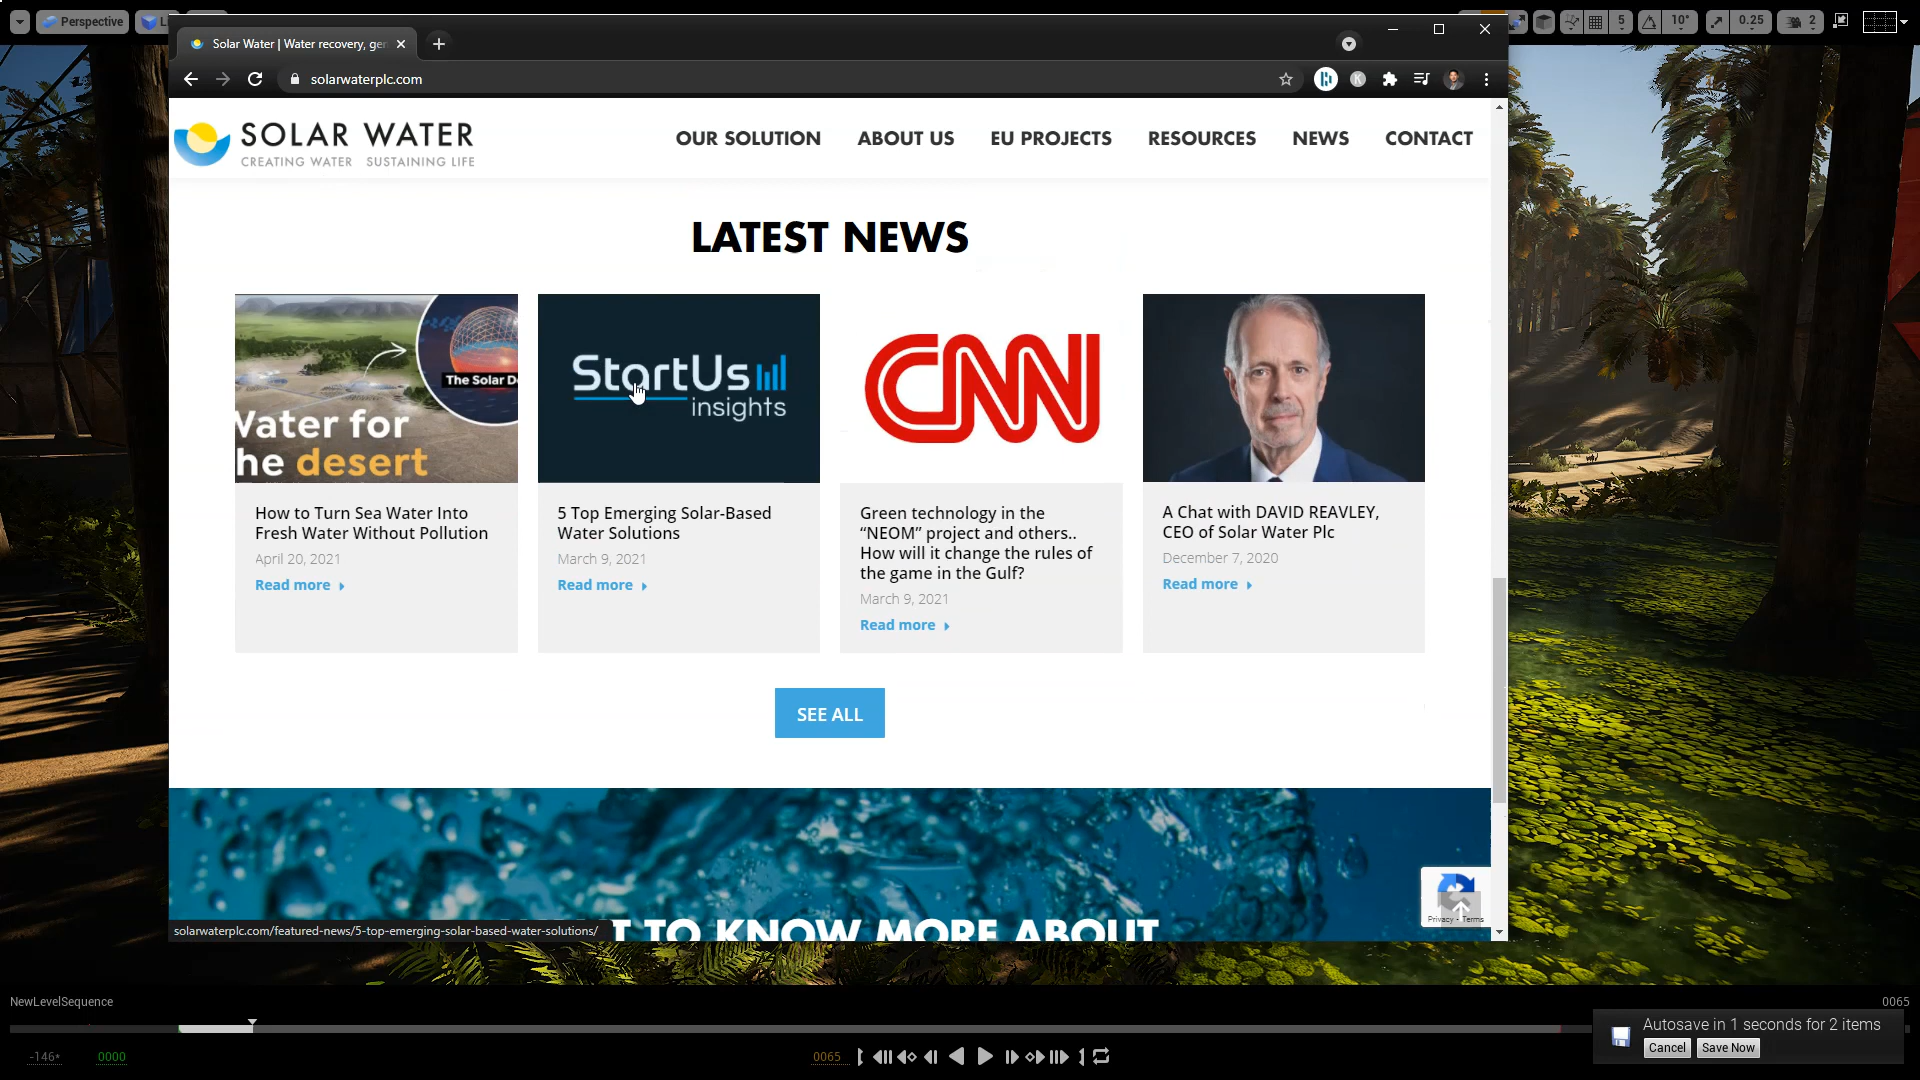 Perspective
5
10°
0.25
2
Solar Water | Water recovery, gen
solarwaterplc.com
SOLAR WATER
CREATING WATER SUSTAINING LIFE
OUR SOLUTION
ABOUT US
EU PROJECTS
RESOURCES
NEWS
CONTACT
LATEST NEWS
The Solar D
Water for
he desert
How to Turn Sea Water Into
Fresh Water Without Pollution
April 20, 2021
Read more
StartUs
insights
5 Top Emerging Solar-Based
Water Solutions
March 9, 2021
Read more
CNN
Green technology in the
“NEOM” project and others..
How will it change the rules of
the game in the Gulf?
March 9, 2021
Read more
A Chat with DAVID REAVLEY,
CEO of Solar Water Plc
December 7, 2020
Read more
SEE ALL
T TO KNOW MORE ABOUT
Privacy - Terms
solarwaterplc.com/featured-news/5-top-emerging-solar-based-water-solutions/
NewLevelSequence
0065
Autosave in 1 seconds for 2 items
Cancel
Save Now
-146*
0000
0065